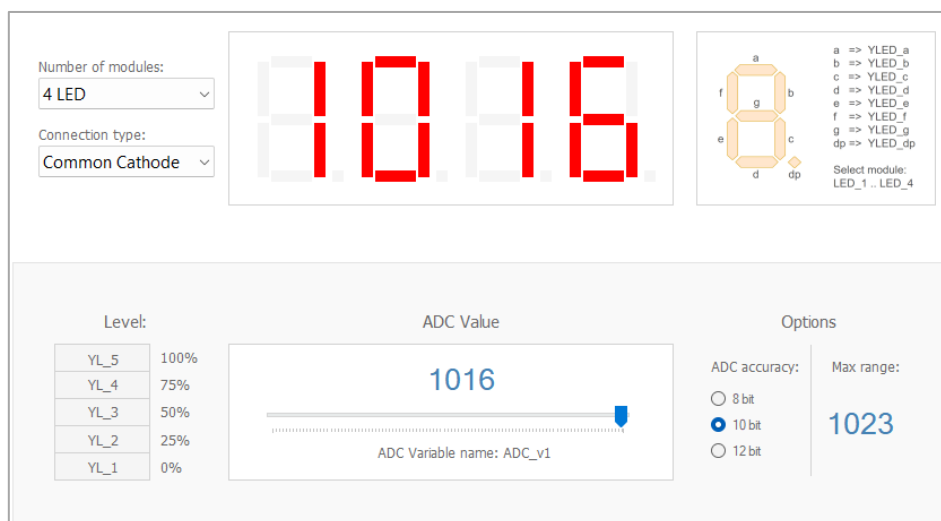 Number of modules:
4 LED
Connection type:
Common Cathode
1016
a
f
b
g
e
c
d
dp
a => YLED_a
b => YLED_b
c => YLED_c
d => YLED_d
e => YLED_e
f => YLED_f
g => YLED_g
dp => YLED_dp
Select module:
LED_1 .. LED_4
Level:
YL_5 100%
YL_4 75%
YL_3 50%
YL_2 25%
YL_1 0%
ADC Value
1016
ADC Variable name: ADC_v1
Options
ADC accuracy:
8 bit
10 bit
12 bit
Max range:
1023